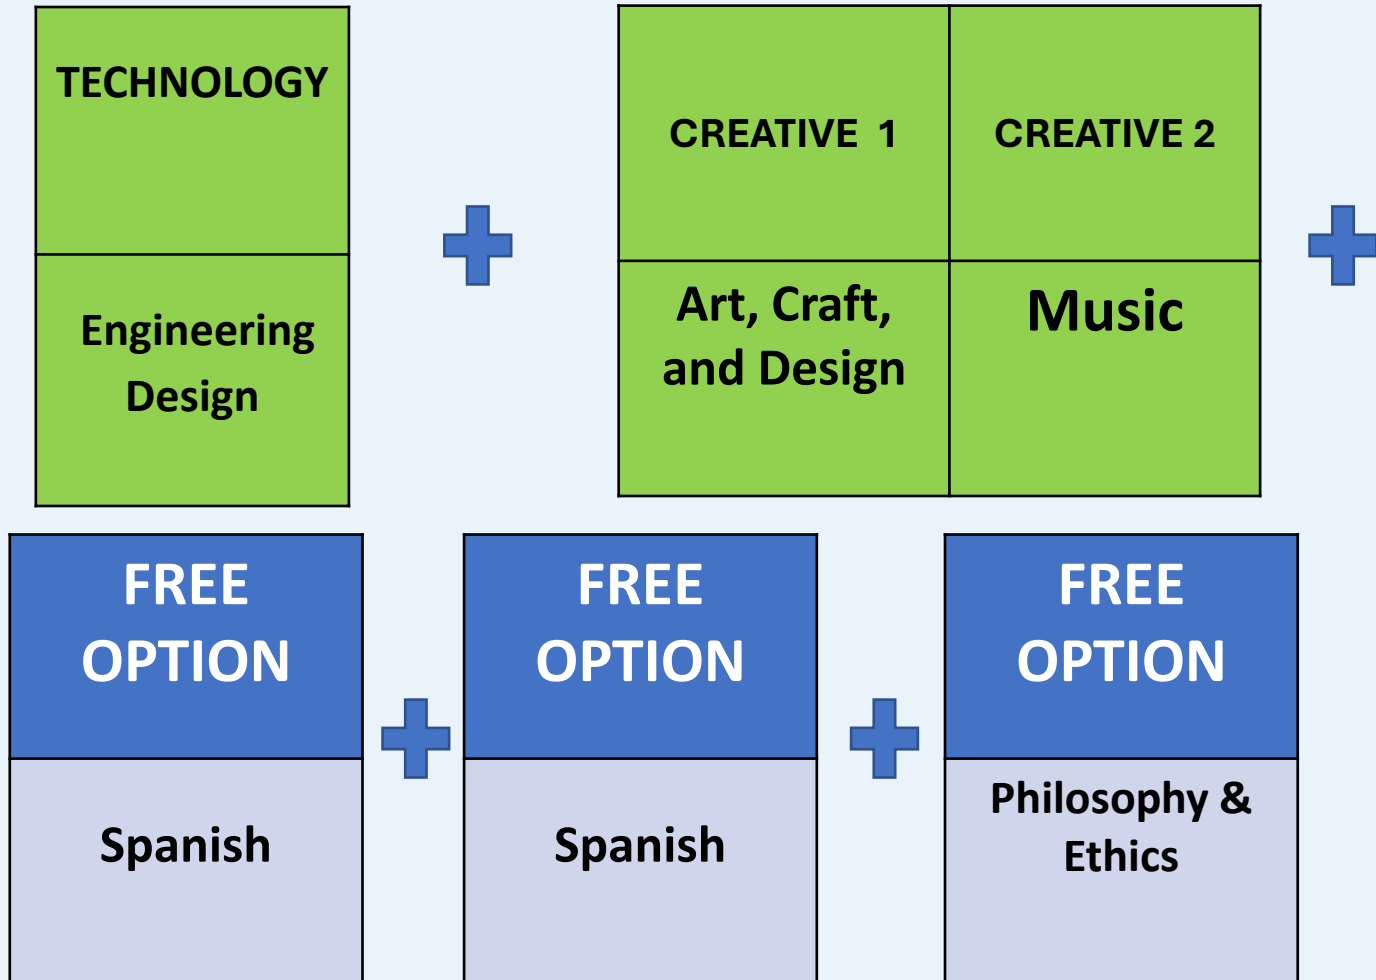 TECHNOLOGY
Engineering
Design
CREATIVE 1
CREATIVE 2
Art, Craft,
and Design
Music
FREE
OPTION
Spanish
FREE
OPTION
Spanish
FREE
OPTION
Philosophy &
Ethics